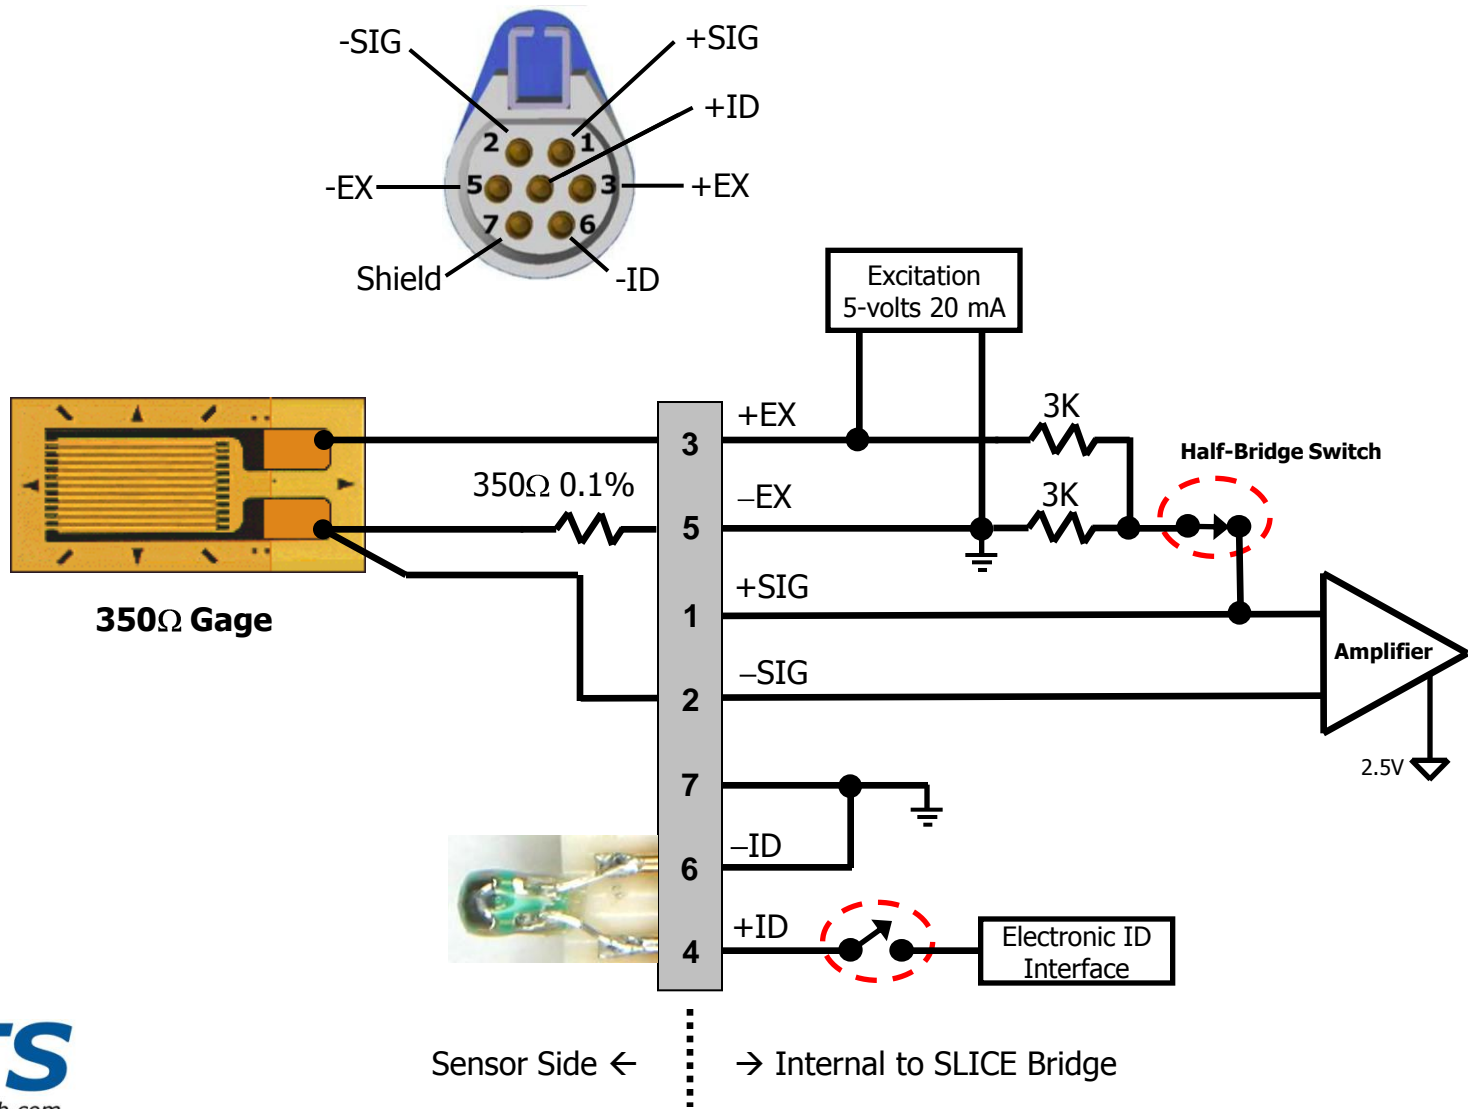 -SIG
+SIG
+ID
2
1
-EX
5
3
+EX
7
6
Shield
-ID
Excitation
5-volts 20 mA
+EX
3K
3
Half-Bridge Switch
350Ω 0.1%
–EX
3K
5
+SIG
350Ω Gage
1
Amplifier
–SIG
2
2.5V
7
–ID
6
+ID
4
Electronic ID
Interface
Sensor Side ←
→ Internal to SLICE Bridge
TS